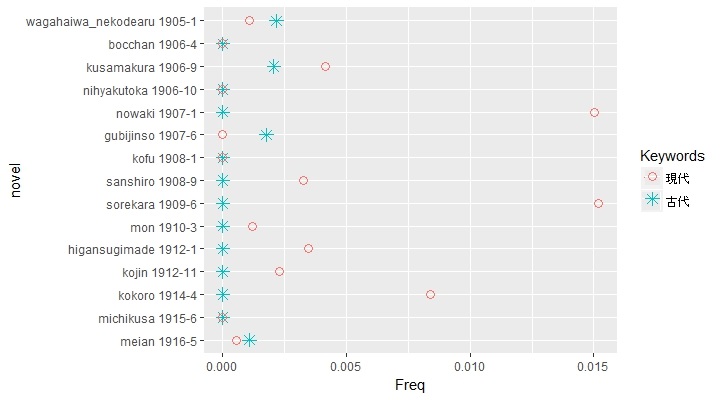 wagahaiwa_nekodearu 1905-1
bocchan 1906-4
kusamakura 1906-9
nihyakutoka 1906-10
nowaki 1907-1
gubijinso 1907-6
kofu 1908-1
sanshiro 1908-9
sorekara 1909-6
mon 1910-3
higansugimade 1912-1
kojin 1912-11
kokoro 1914-4
michikusa 1915-6
meian 1916-5
novel
0.000 0.005 0.010 0.015
Freq
Keywords
現代
古代